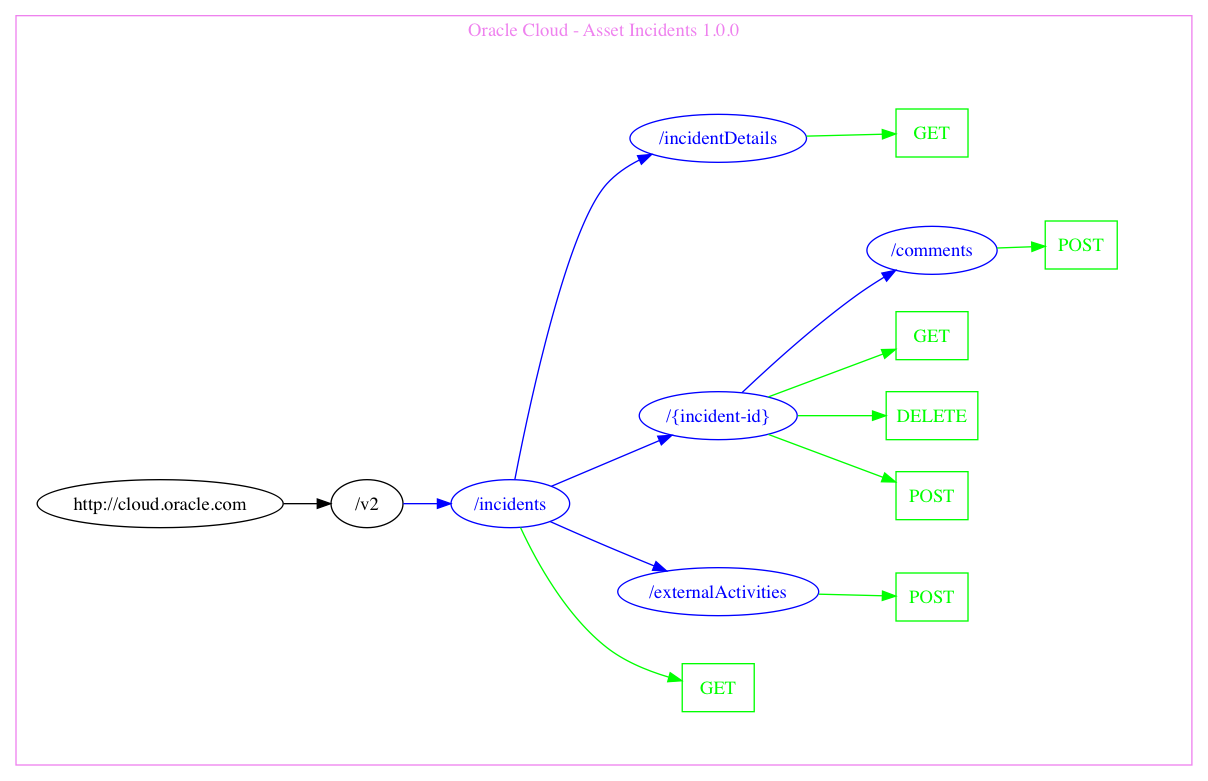 Oracle Cloud - Asset Incidents 1.0.0
/incidentDetails
GET
/comments
POST
GET
/{incident-id}
DELETE
POST
http://cloud.oracle.com
/v2
/incidents
/externalActivities
POST
GET